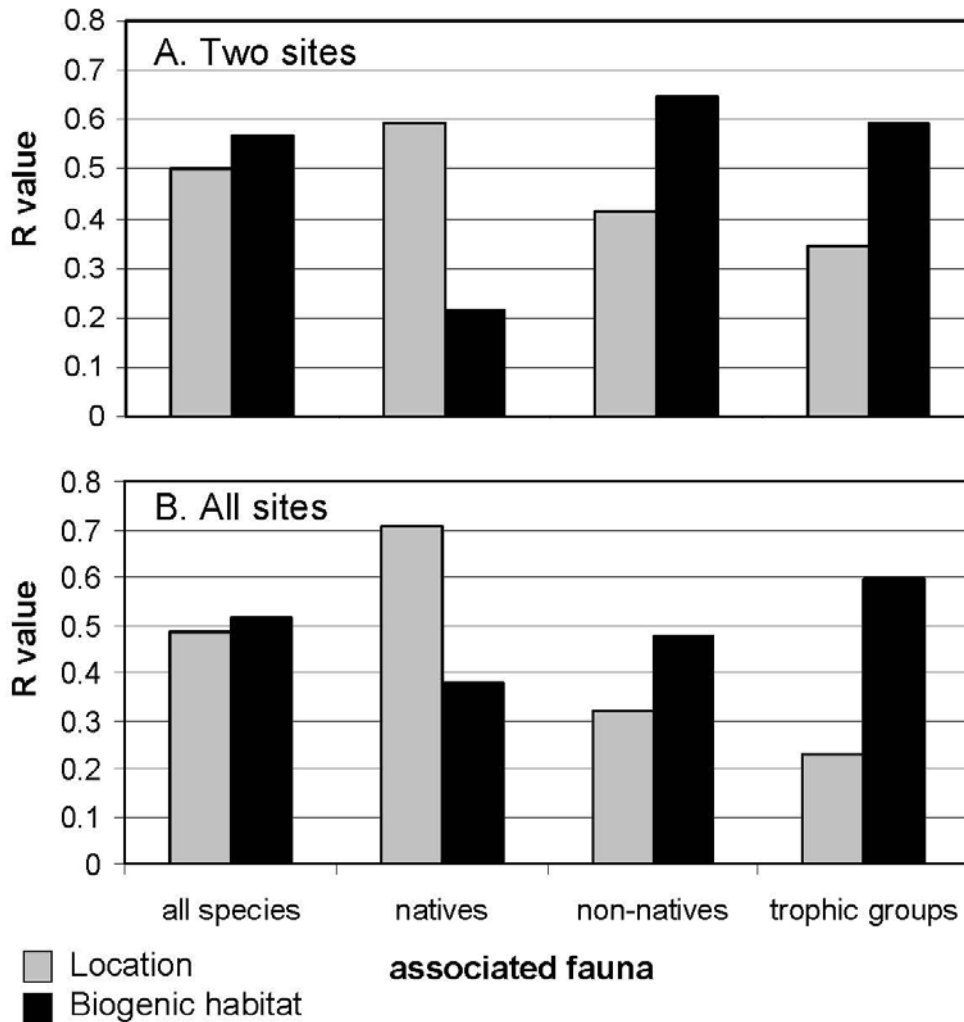 A. Two sites
0.8
0.7
0.6
0.5
0.4
0.3
0.2
0.1
0
R value
B. All sites
0.8
0.7
0.6
0.5
0.4
0.3
0.2
0.1
0
R value
all species natives non-natives trophic groups
associated fauna
Location
Biogenic habitat